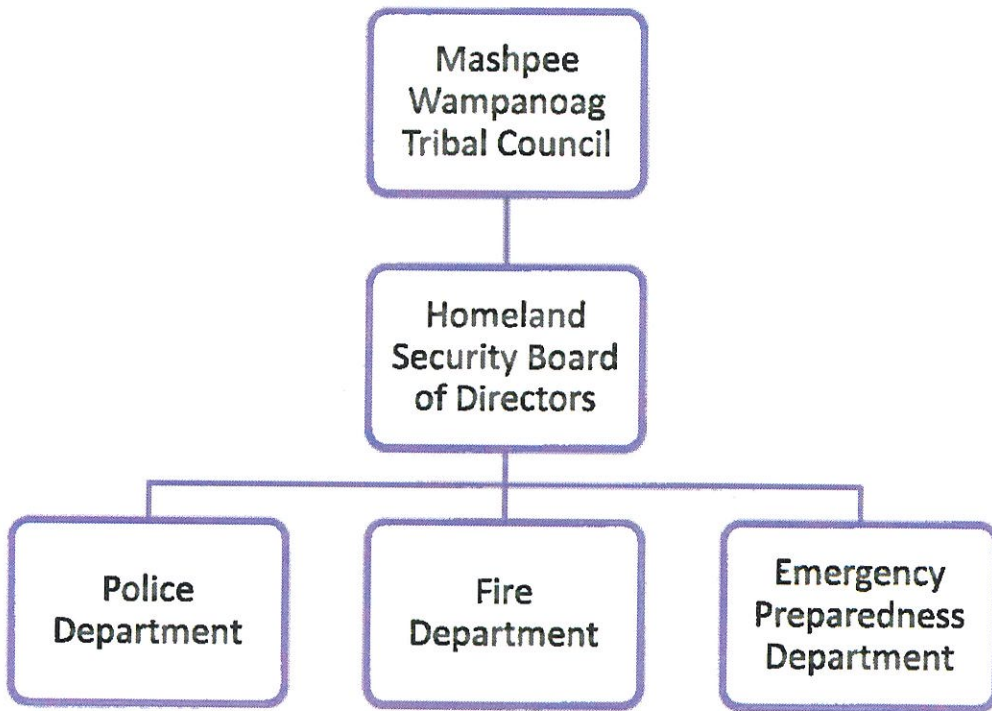 Mashpee
Wampanoag
Tribal Council
Homeland
Security Board
of Directors
Police
Department
Fire
Department
Emergency
Preparedness
Department